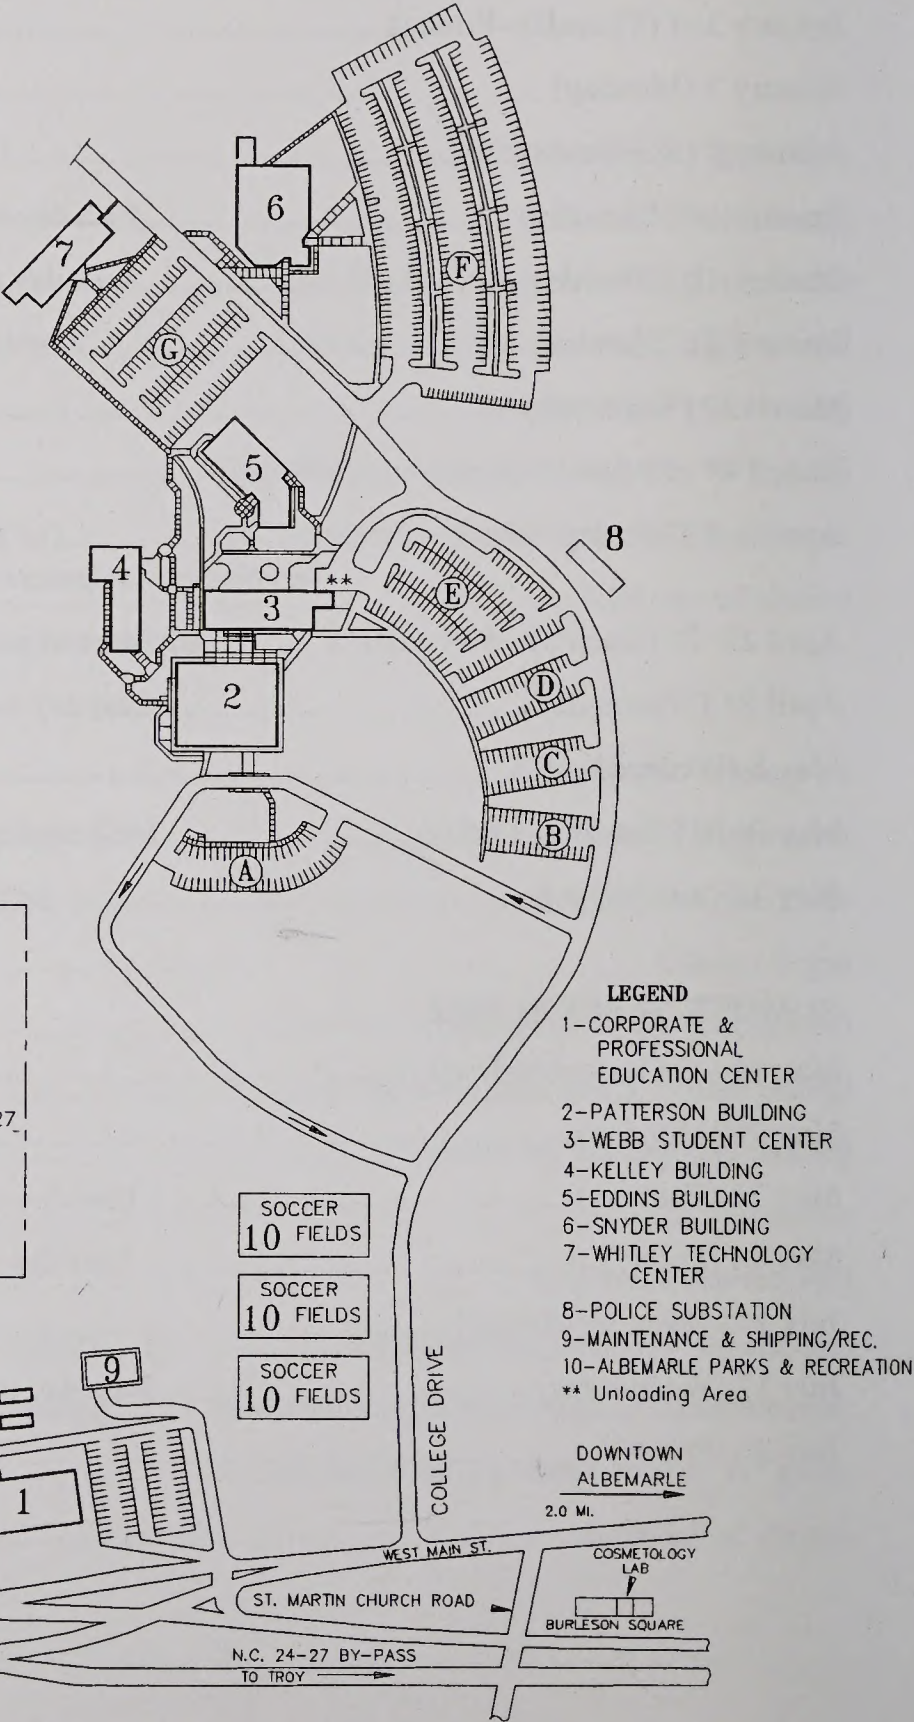 6
7
F
G
5
8
4
**
E
3
D
2
C
B
A
LEGEND
1-CORPORATE &
PROFESSIONAL
EDUCATION CENTER
27
2-PATTERSON BUILDING
3-WEBB STUDENT CENTER
4-KELLEY BUILDING
5-EDDINS BUILDING
6-SNYDER BUILDING
7-WHITLEY TECHNOLOGY
CENTER
8-POLICE SUBSTATION
9-MAINTENANCE & SHIPPING/REC.
10-ALBEMARLE PARKS & RECREATION
** Unloading Area
SOCCER
10 FIELDS
SOCCER
10 FIELDS
SOCCER
10 FIELDS
9
COLLEGE DRIVE
1
DOWNTOWN
ALBEMARLE
2.0 MI.
WEST MAIN ST.
COSMETOLOGY
LAB
ST. MARTIN CHURCH ROAD
BURLESON SQUARE
N.C. 24-27 BY-PASS
TO TROY